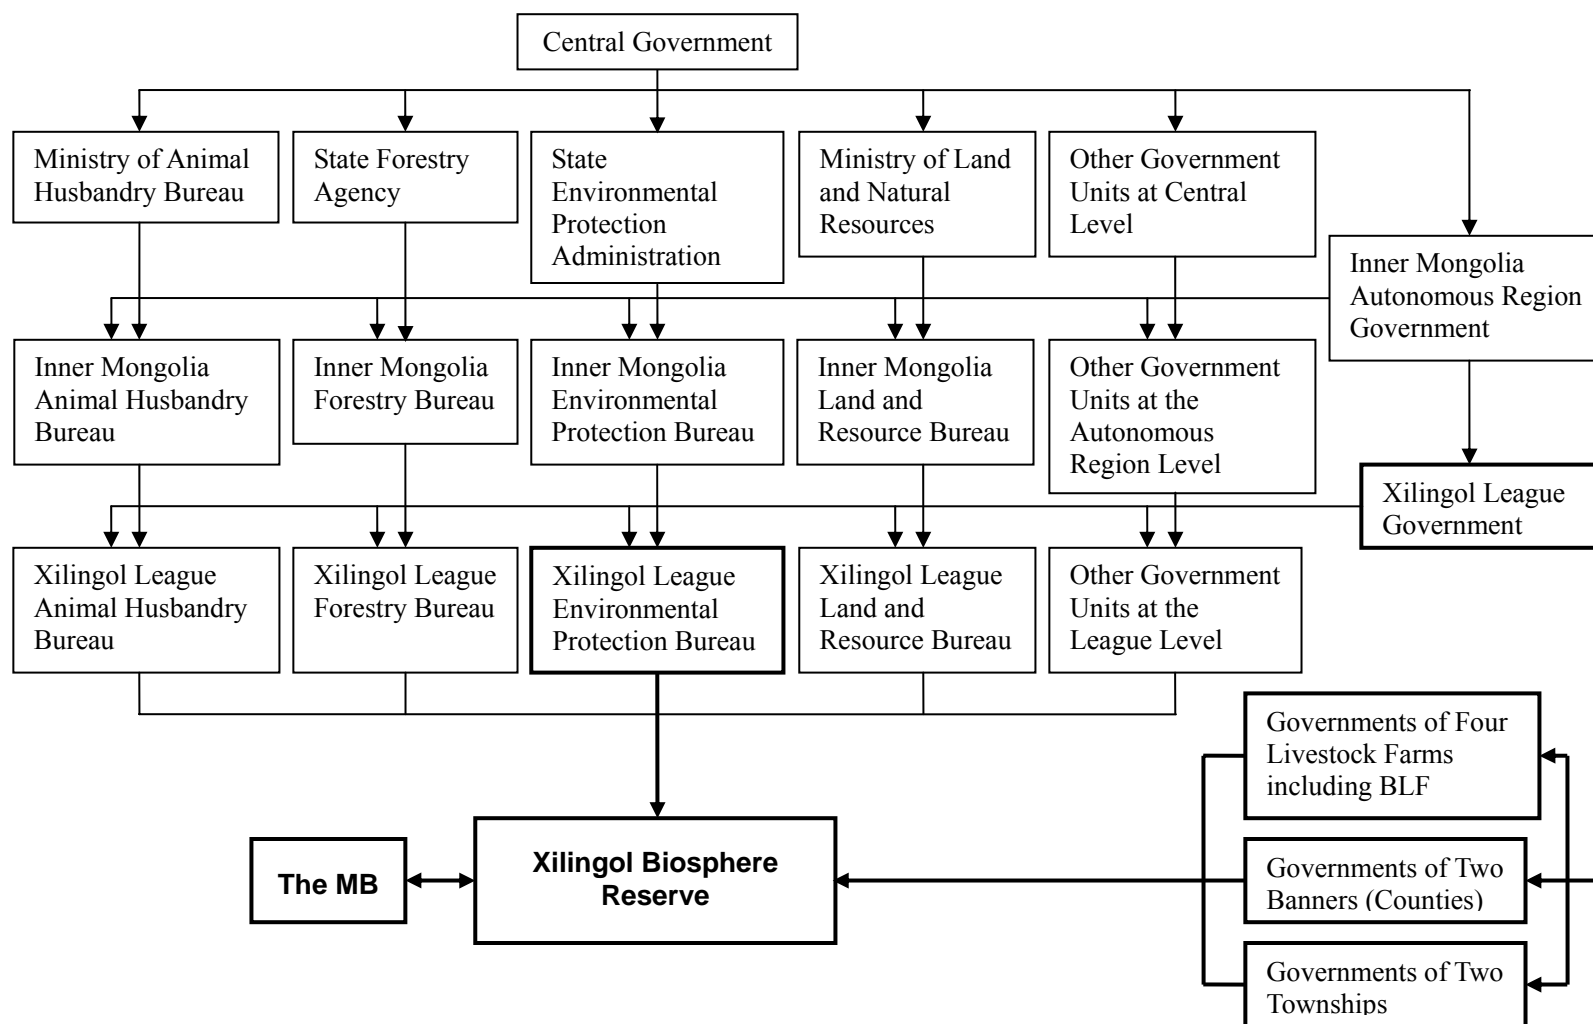 Central Government
Ministry of Animal
Husbandry Bureau
State Forestry
Agency
State
Environmental
Protection
Administration
Ministry of Land
and Natural
Resources
Other Government
Units at Central
Level
Inner Mongolia
Autonomous Region
Government
Inner Mongolia
Animal Husbandry
Bureau
Inner Mongolia
Forestry Bureau
Inner Mongolia
Environmental
Protection Bureau
Inner Mongolia
Land and
Resource Bureau
Other Government
Units at the
Autonomous
Region Level
Xilingol League
Government
Xilingol League
Animal Husbandry
Bureau
Xilingol League
Forestry Bureau
Xilingol League
Environmental
Protection Bureau
Xilingol League
Land and
Resource Bureau
Other Government
Units at the
League Level
Governments of Four
Livestock Farms
including BLF
The MB
Xilingol Biosphere
Reserve
Governments of Two
Banners (Counties)
Governments of Two
Townships